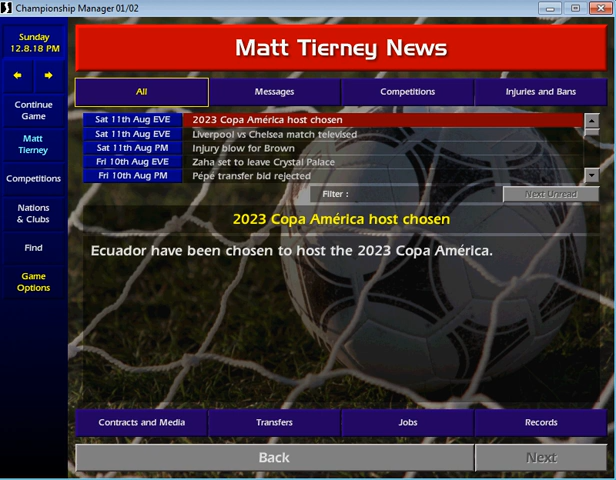 Championship Manager 01/02
Sunday
12.8.18 PM
Matt Tierney News
All
Messages
Competitions
Injuries and Bans
Continue
Game
Matt
Tierney
Competitions
Nations
& Clubs
Find
Game
Options
Sat 11th Aug EVE 2023 Copa América host chosen
Sat 11th Aug EVE Liverpool vs Chelsea match televised
Sat 11th Aug PM Injury blow for Brown
Fri 10th Aug EVE Zaha set to leave Crystal Palace
Fri 10th Aug PM Pépé transfer bid rejected
Filter :
Next Unread
2023 Copa América host chosen
Ecuador have been chosen to host the 2023 Copa América.
Contracts and Media
Transfers
Jobs
Records
Back
Next